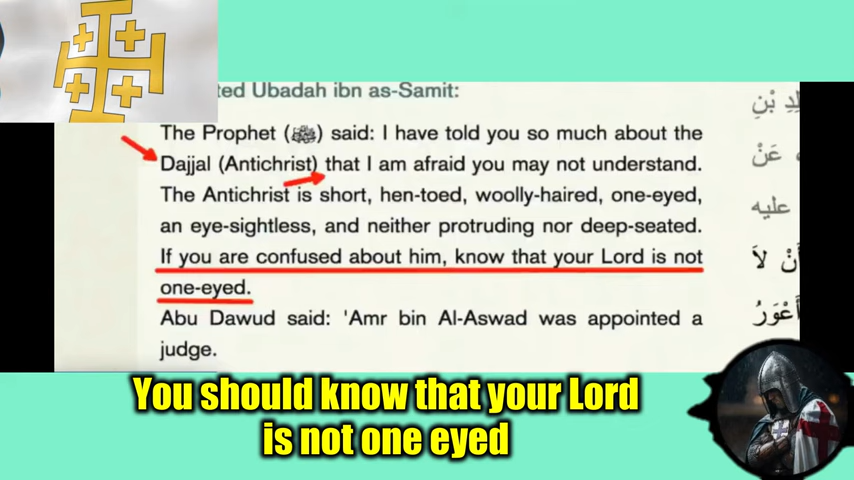 ted Ubadah ibn as-Samit:
The Prophet (ﷺ) said: I have told you so much about the
Dajjal (Antichrist) that I am afraid you may not understand.
The Antichrist is short, hen-toed, woolly-haired, one-eyed,
an eye-sightless, and neither protruding nor deep-seated.
If you are confused about him, know that your Lord is not
one-eyed.
Abu Dawud said: 'Amr bin Al-Aswad was appointed a
judge.
بْنِ
عَنْ
عليه
أَنْ لاَ
أَعْوَرُ
You should know that your Lord
is not one eyed